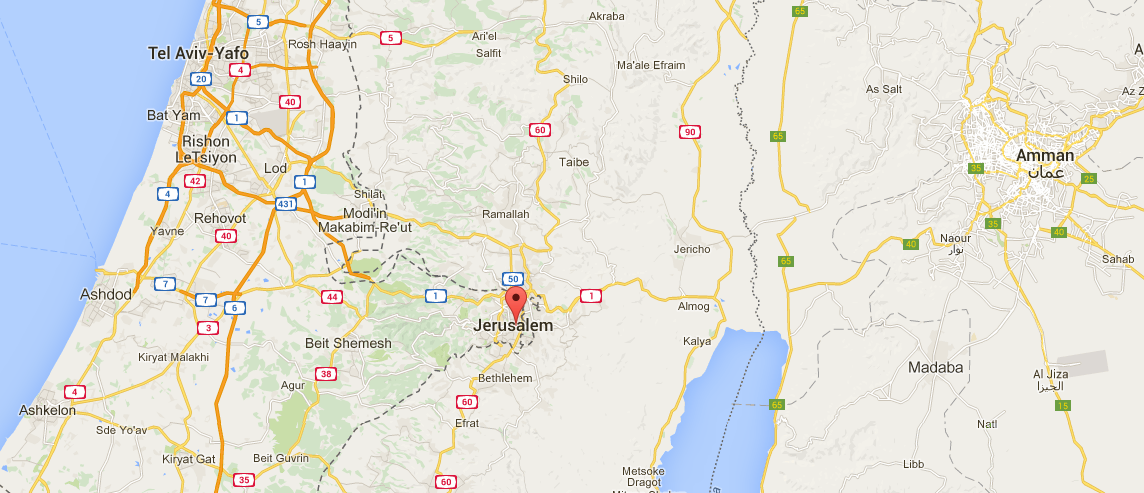 65
Akraba
5
5
Ari'el
Rosh Haayin
Salfit
Tel Aviv-Yafo
4
Ma'ale Efraim
20
Shilo
As Salt
40
Az Z
Bat Yam
1
60
90
65
Rishon
LeTsiyon
Amman
عمان
Taibe
Lod
35
42
1
25
4
431
Shilat
Modi'in
Makabim-Re'ut
Ramallah
Rehovot
35
Yavne
40
40
40
Naour
ناور
Jericho
65
Sahab
50
7
Ashdod
7
44
1
1
6
Almog
3
Jerusalem
Beit Shemesh
Kalya
Kiryat Malakhi
Madaba
38
Bethlehem
Al Jiza
الجيزا
Agur
4
60
65
15
Ashkelon
Efrat
Natl
Sde Yo'av
Kiryat Gat
Beit Guvrin
Libb
35
60
Metsoke
Dragot